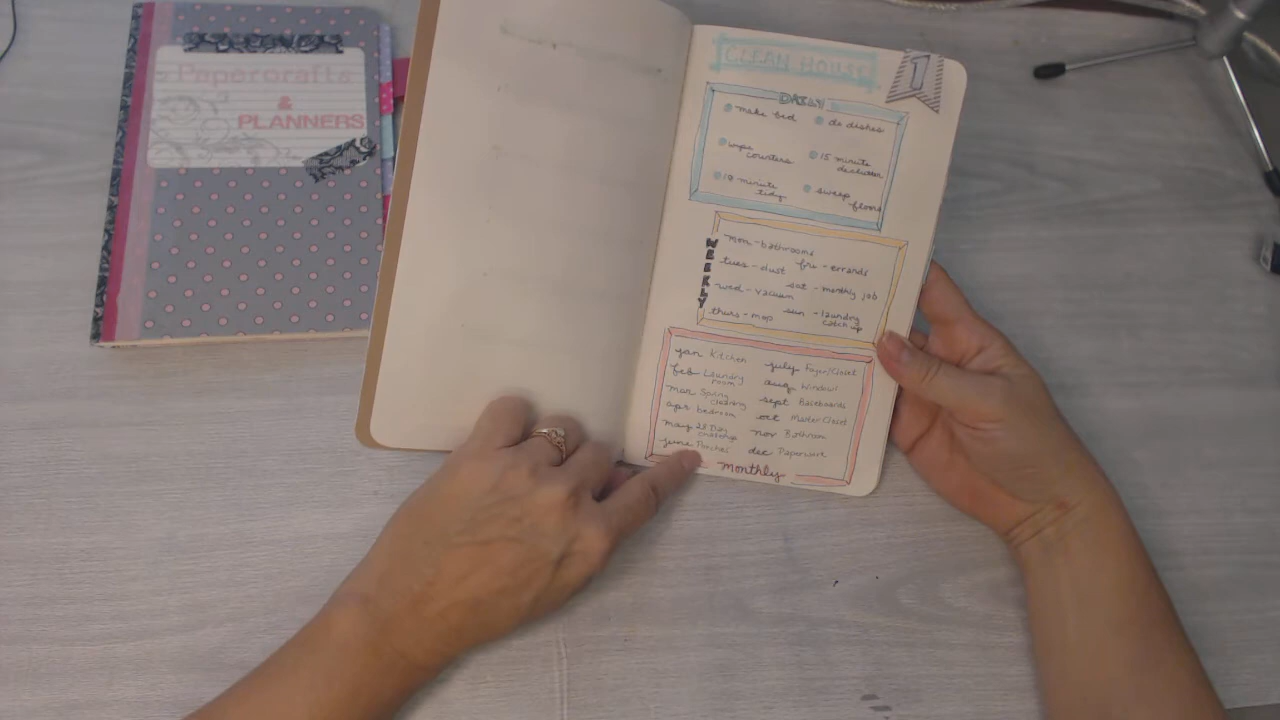 Papercrafts
&
PLANNERS
CLEAN HOUSE
1
DAILY
make bed
do dishes
wipe
counters
15 minute
declutter
10 minute
tidy
sweep
floors
WEEKLY
mon - bathrooms
tues - dust
wed - vacuum
thurs - mop
fri - errands
sat - monthly job
sun - laundry
catch up
jan Kitchen
feb Laundry
room
mar Spring
cleaning
apr bedroom
may 28 Day
challenge
june Porches
july Foyer/Closet
aug Windows
sept Baseboards
oct Master Closet
nov Bathroom
dec Paperwork
monthly